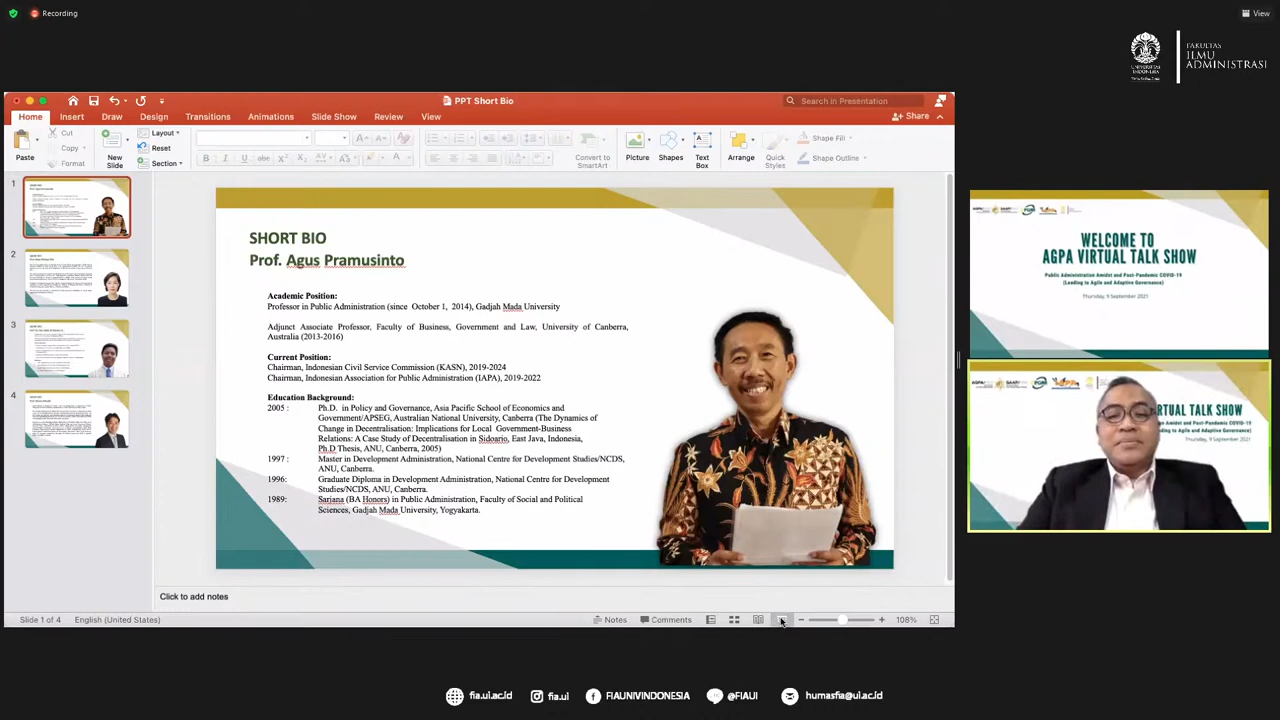 Recording
View
FAKULTAS
ILMU
ADMINISTRASI
PPT Short Bio
Search in Presentation
Home Insert Draw Design Transitions Animations Slide Show Review View
Share
Paste
Cut
Copy
Format
New
Slide
Layout
Reset
Section
Convert to
SmartArt
Picture
Shapes
Text
Box
Arrange
Quick
Styles
Shape Fill
Shape Outline
1
2
3
4
SHORT BIO
Prof. Agus Pramusinto
Academic Position:
Professor in Public Administration (since October 1, 2014), Gadjah Mada University
Adjunct Associate Professor, Faculty of Business, Government and Law, University of Canberra,
Australia (2013-2016)
Current Position:
Chairman, Indonesian Civil Service Commission (KASN), 2019-2024
Chairman, Indonesian Association for Public Administration (IAPA), 2019-2022
Education Background:
2005 : Ph.D. in Policy and Governance, Asia Pacific School of Economics and
Government/APSEG, Australian National University, Canberra (The Dynamics of
Change in Decentralisation: Implications for Local Government-Business
Relations: A Case Study of Decentralisation in Sidoarjo, East Java, Indonesia,
Ph.D Thesis, ANU, Canberra, 2005)
1997 : Master in Development Administration, National Centre for Development Studies/NCDS,
ANU, Canberra.
1996: Graduate Diploma in Development Administration, National Centre for Development
Studies/NCDS, ANU, Canberra.
1989: Sarjana (BA Honors) in Public Administration, Faculty of Social and Political
Sciences, Gadjah Mada University, Yogyakarta.
Click to add notes
Slide 1 of 4
English (United States)
Notes
Comments
108%
WELCOME TO
AGPA VIRTUAL TALK SHOW
Public Administration Amidst and Post-Pandemic COVID-19
(Leading to Agile and Adaptive Governance)
Thursday, 9 September 2021
VIRTUAL TALK SHOW
9 September 2021
fia.ui.ac.id
fia.ui
FAIUNIVINDONESIA
@FIAUI
humasfia@ui.ac.id